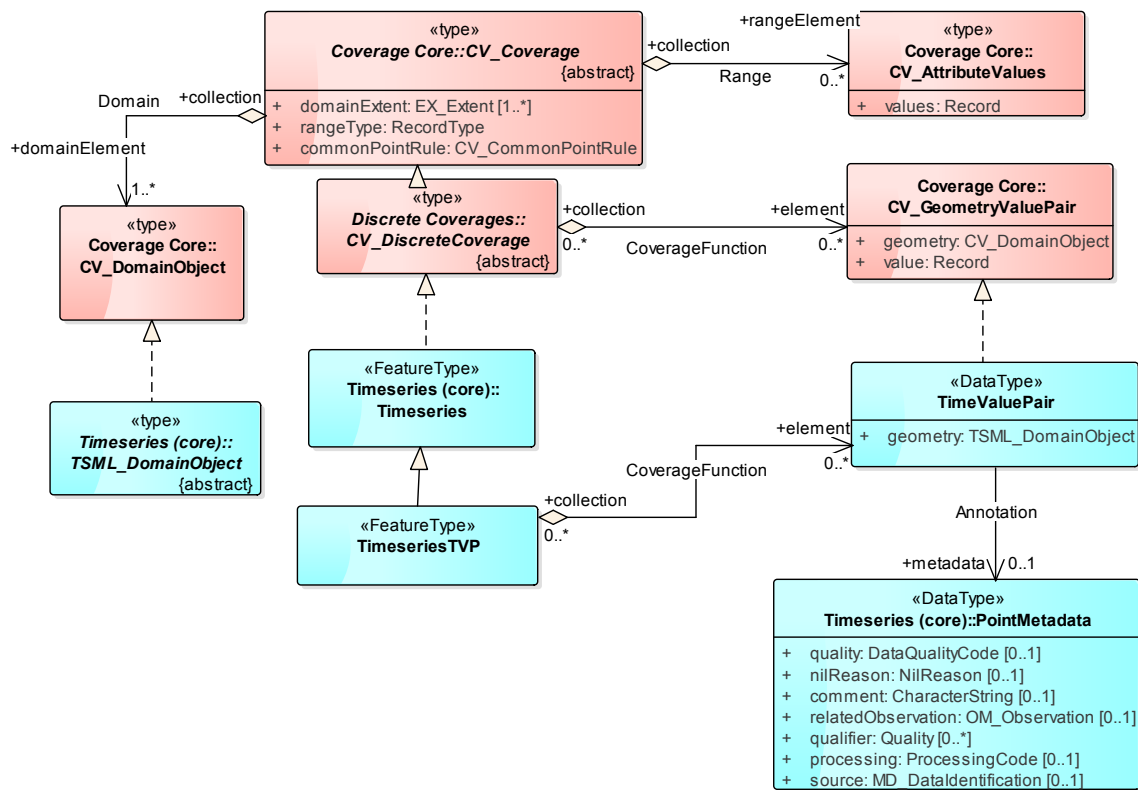 «type»
Coverage Core::CV_Coverage
{abstract}
+ domainExtent: EX_Extent [1..*]
+ rangeType: RecordType
+ commonPointRule: CV_CommonPointRule
+collection
Range
+rangeElement
0..*
«type»
Coverage Core::
CV_AttributeValues
+ values: Record
Domain
+collection
+domainElement
1..*
«type»
Coverage Core::
CV_DomainObject
«type»
Discrete Coverages::
CV_DiscreteCoverage
{abstract}
+collection
0..*
CoverageFunction
+element
0..*
Coverage Core::
CV_GeometryValuePair
+ geometry: CV_DomainObject
+ value: Record
«type»
Timeseries (core)::
TSML_DomainObject
{abstract}
«FeatureType»
Timeseries (core)::
Timeseries
«DataType»
TimeValuePair
+ geometry: TSML_DomainObject
+element
0..*
CoverageFunction
+collection
0..*
«FeatureType»
TimeseriesTVP
Annotation
+metadata
0..1
«DataType»
Timeseries (core)::PointMetadata
+ quality: DataQualityCode [0..1]
+ nilReason: NilReason [0..1]
+ comment: CharacterString [0..1]
+ relatedObservation: OM_Observation [0..1]
+ qualifier: Quality [0..*]
+ processing: ProcessingCode [0..1]
+ source: MD_DataIdentification [0..1]